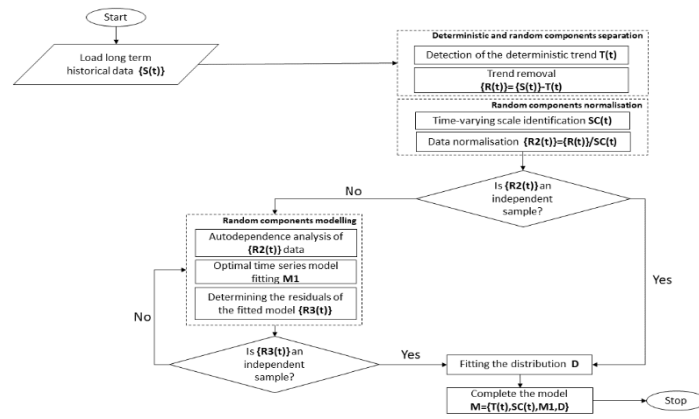 Start
Load long term
historical data {S(t)}
Deterministic and random components separation
Detection of the deterministic trend T(t)
Trend removal
{R(t)}={S(t)}-T(t)
Random components normalisation
Time-varying scale identification SC(t)
Data normalisation {R2(t)}={R(t)}/SC(t)
Is {R2(t)} an
independent
sample?
No
Yes
Random components modelling
Autodependence analysis of
{R2(t)} data
Optimal time series model
fitting M1
Determining the residuals of
the fitted model {R3(t)}
No
Is {R3(t)} an
independent
sample?
Yes
Fitting the distribution D
Complete the model
M={T(t),SC(t),M1,D}
Stop